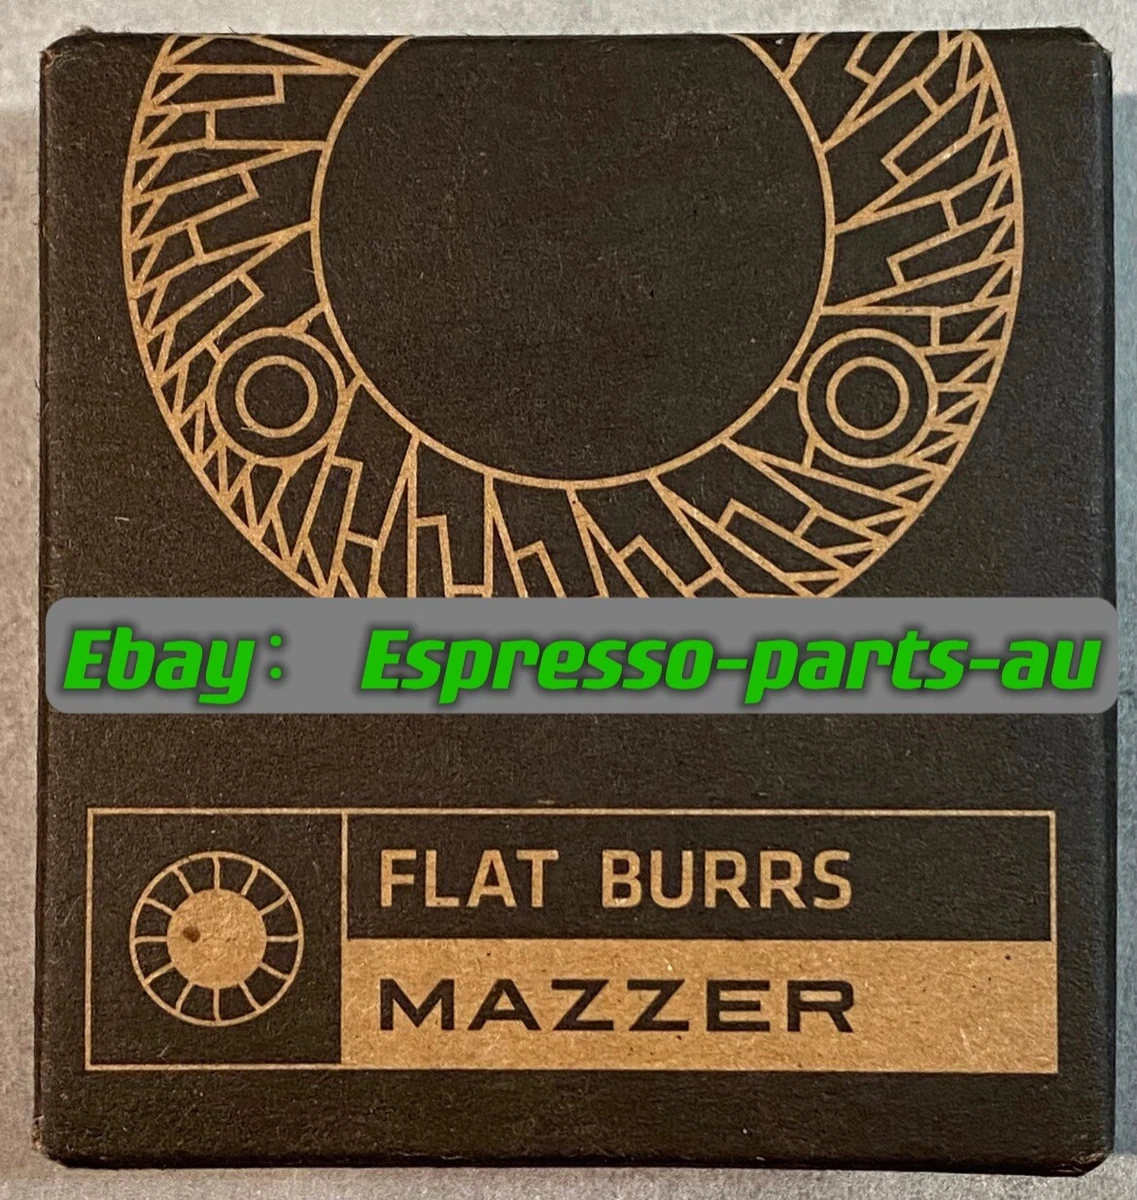 Ebay： Espresso-parts-au
FLAT BURRS
MAZZER